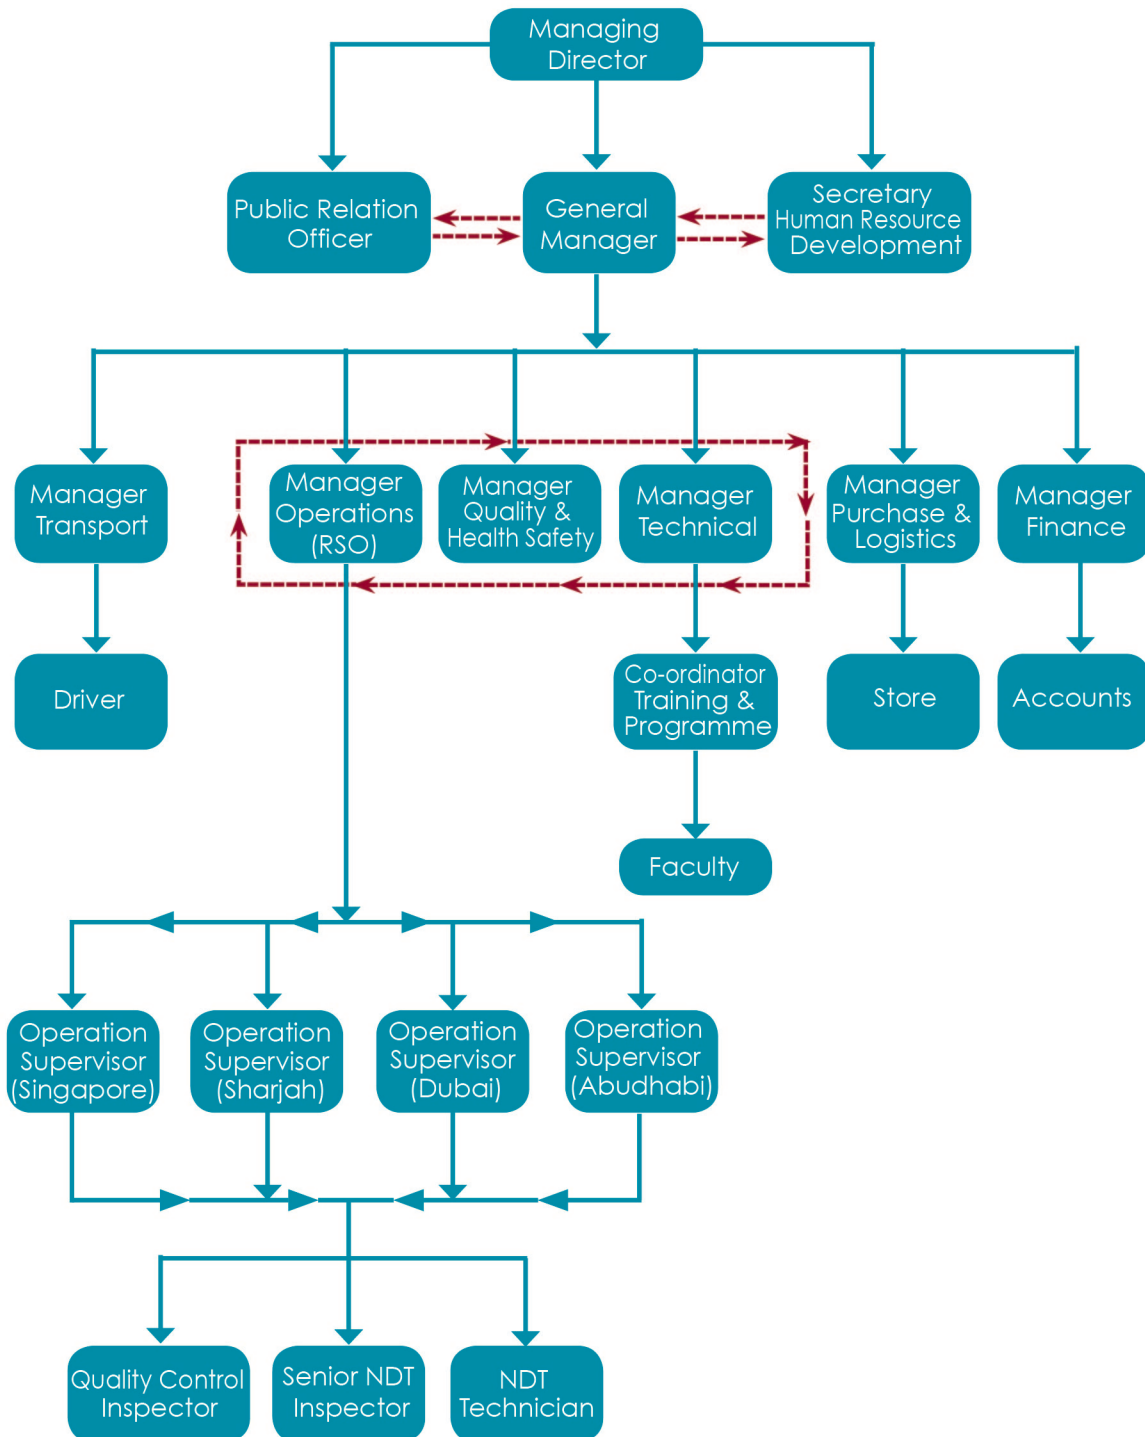 Managing
Director
Public Relation
Officer
General
Manager
Secretary
Human Resource
Development
Manager
Transport
Manager
Operations
(RSO)
Manager
Quality &
Health Safety
Manager
Technical
Manager
Purchase &
Logistics
Manager
Finance
Driver
Co-ordinator
Training &
Programme
Store
Accounts
Faculty
Operation
Supervisor
(Singapore)
Operation
Supervisor
(Sharjah)
Operation
Supervisor
(Dubai)
Operation
Supervisor
(Abudhabi)
Quality Control
Inspector
Senior NDT
Inspector
NDT
Technician